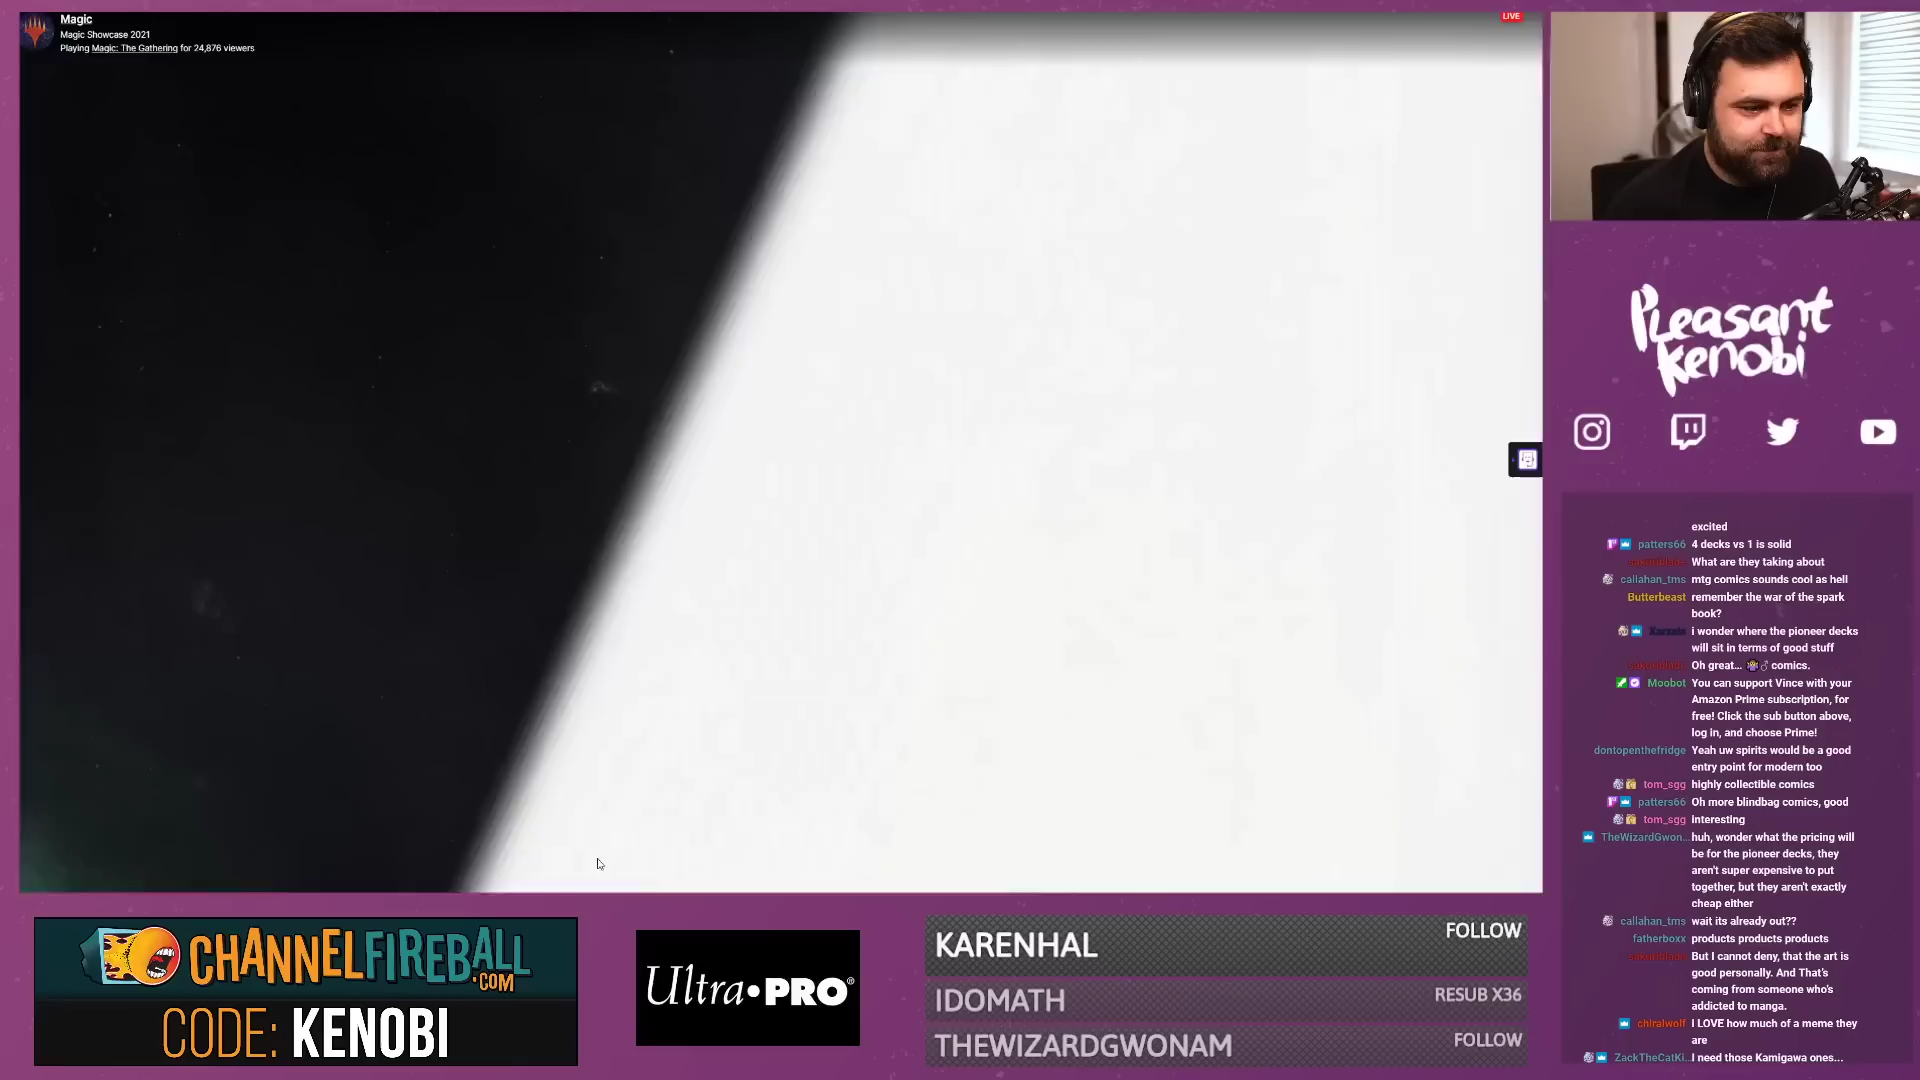 Magic
Magic Showcase 2021
Playing Magic: The Gathering for 24,876 viewers
LIVE
Pleasant
Kenobi
excited
patters66 4 decks vs 1 is solid
What are they taking about
callahan_tms mtg comics sounds cool as hell
Butterbeast remember the war of the spark
book?
i wonder where the pioneer decks
will sit in terms of good stuff
Oh great... comics.
Moobot You can support Vince with your
Amazon Prime subscription, for
free! Click the sub button above,
log in, and choose Prime!
dontopenthefridge Yeah uw spirits would be a good
entry point for modern too
tom_sgg highly collectible comics
patters66 Oh more blindbag comics, good
tom_sgg interesting
TheWizardGwon... huh, wonder what the pricing will
be for the pioneer decks, they
aren't super expensive to put
together, but they aren't exactly
cheap either
callahan_tms wait its already out??
fatherboxx products products products
But I cannot deny, that the art is
good personally. And That's
coming from someone who's
addicted to manga.
chiralwolf I LOVE how much of a meme they
are
ZackTheCatKi... I need those Kamigawa ones...
CHANNELFIREBALL
.COM
CODE: KENOBI
Ultra•PRO®
KARENHAL FOLLOW
IDOMATH RESUB X36
THEWIZARDGWONAM FOLLOW